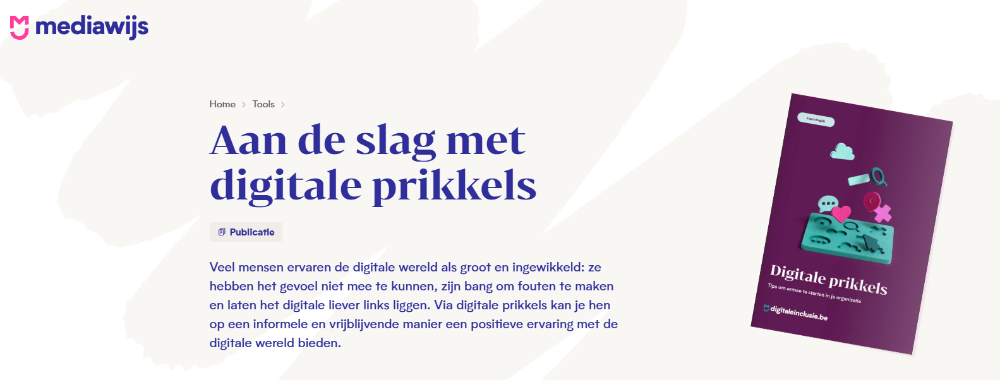 mediawijs
Home > Tools >
Aan de slag met
digitale prikkels
Publicatie
Veel mensen ervaren de digitale wereld als groot en ingewikkeld: ze
hebben het gevoel niet mee te kunnen, zijn bang om fouten te maken
en laten het digitale liever links liggen. Via digitale prikkels kan je hen
op een informele en vrijblijvende manier een positieve ervaring met de
digitale wereld bieden.
Inspiratiegids
Digitale prikkels
Tips om ermee te starten in je organisatie
digitaleinclusie.be